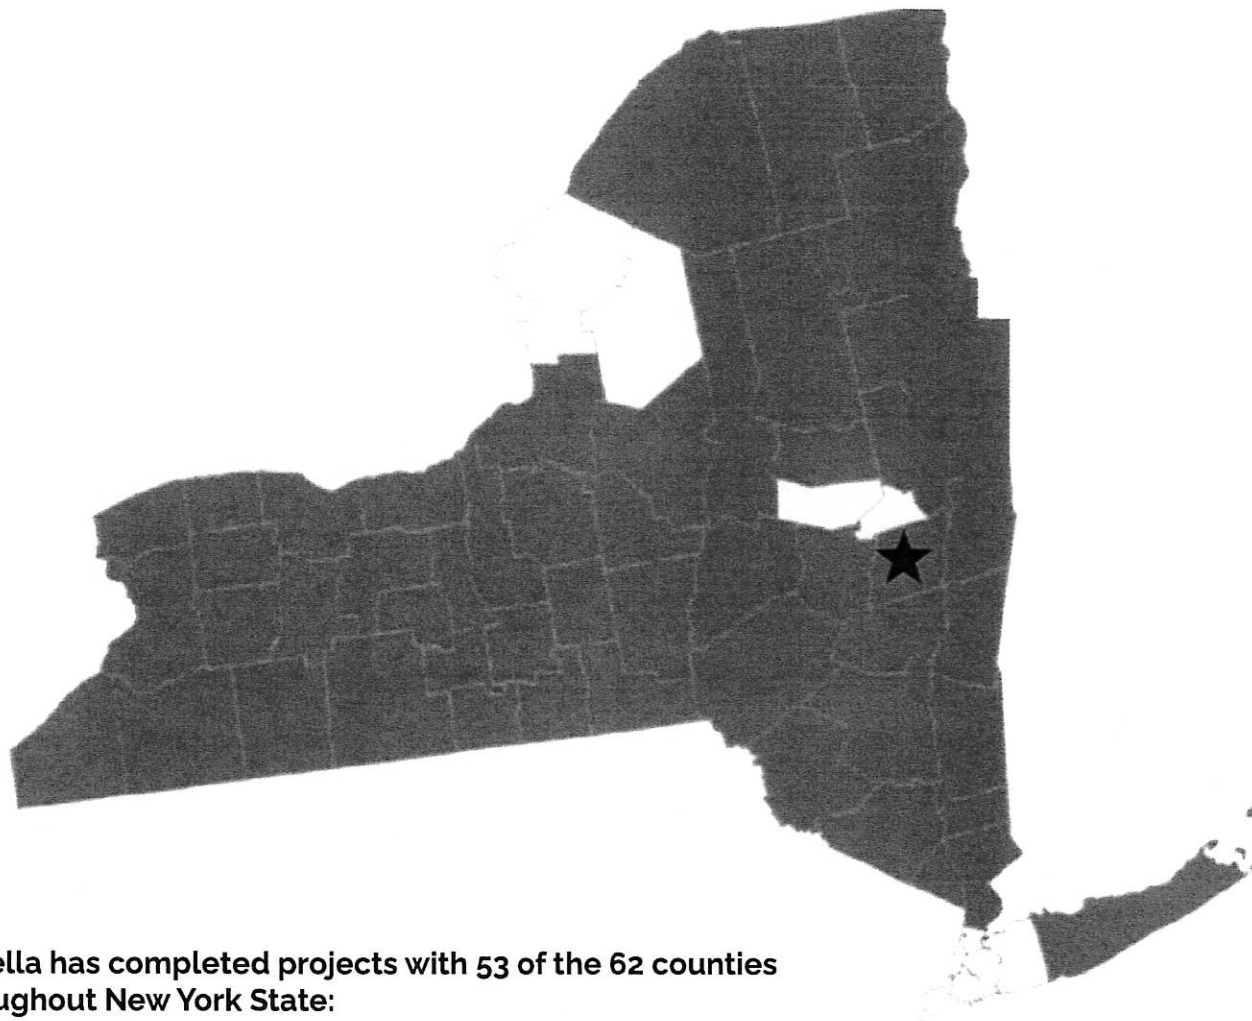 ella has completed projects with 53 of the 62 counties
ughout New York State: